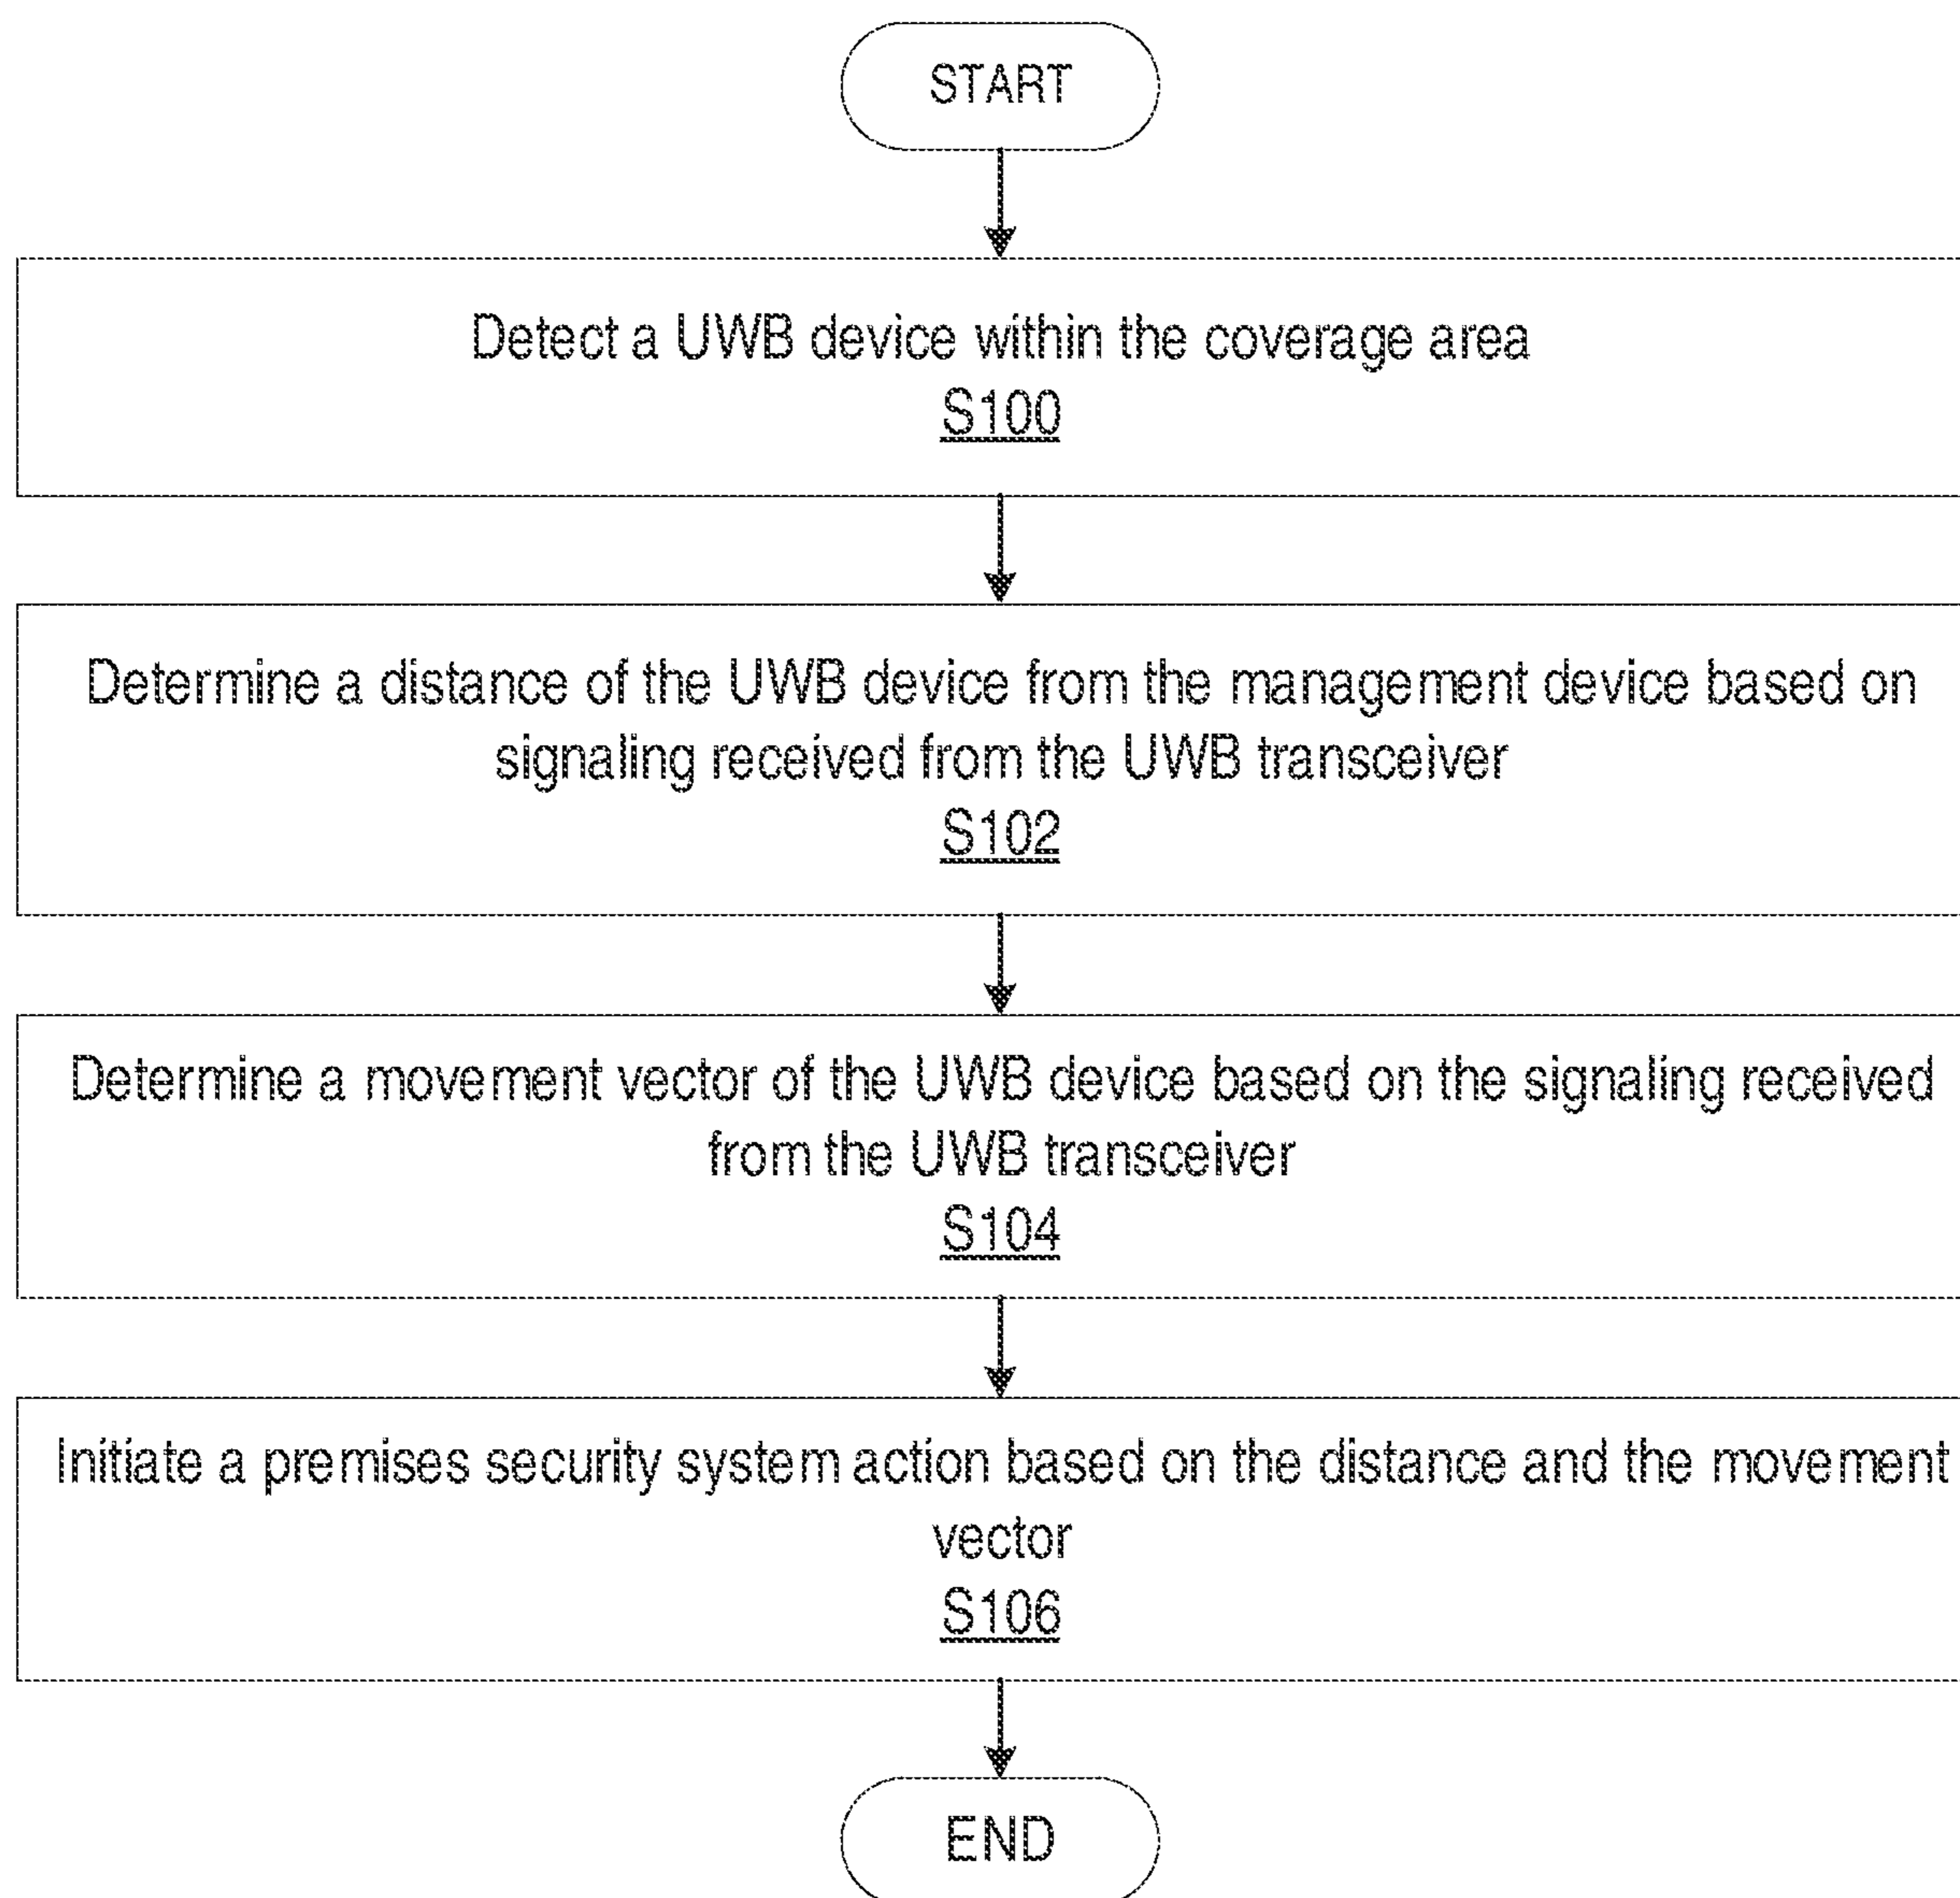 START
Detect a UWB device within the coverage area
S100
Determine a distance of the UWB device from the management device based on
signaling received from the UWB transceiver
S102
Determine a movement vector of the UWB device based on the signaling received
from the UWB transceiver
S104
Initiate a premises security system action based on the distance and the movement
vector
S106
END